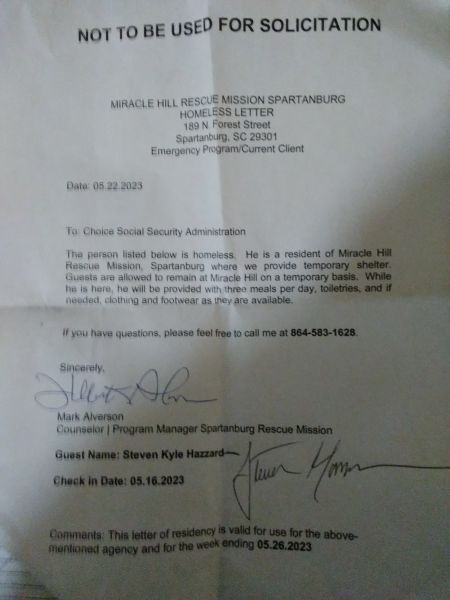 NOT TO BE USED FOR SOLICITATION
MIRACLE HILL RESCUE MISSION SPARTANBURG
HOMELESS LETTER
189 N. Forest Street
Spartanburg, SC 29301
Emergency Program/Current Client
Date: 05.22.2023
To: Choice Social Security Administration
The person listed below is homeless. He is a resident of Miracle Hill
Rescue Mission, Spartanburg where we provide temporary shelter.
Guests are allowed to remain at Miracle Hill on a temporary basis. While
he is here, he will be provided with three meals per day, toiletries, and if
needed, clothing and footwear as they are available.
If you have questions, please feel free to call me at 864-583-1628.
Sincerely,
Mark Alverson
Counselor | Program Manager Spartanburg Rescue Mission
Guest Name: Steven Kyle Hazzard
Steven
Check in Date: 05.16.2023
Comments: This letter of residency is valid for use for the above-
mentioned agency and for the week ending 05.26.2023